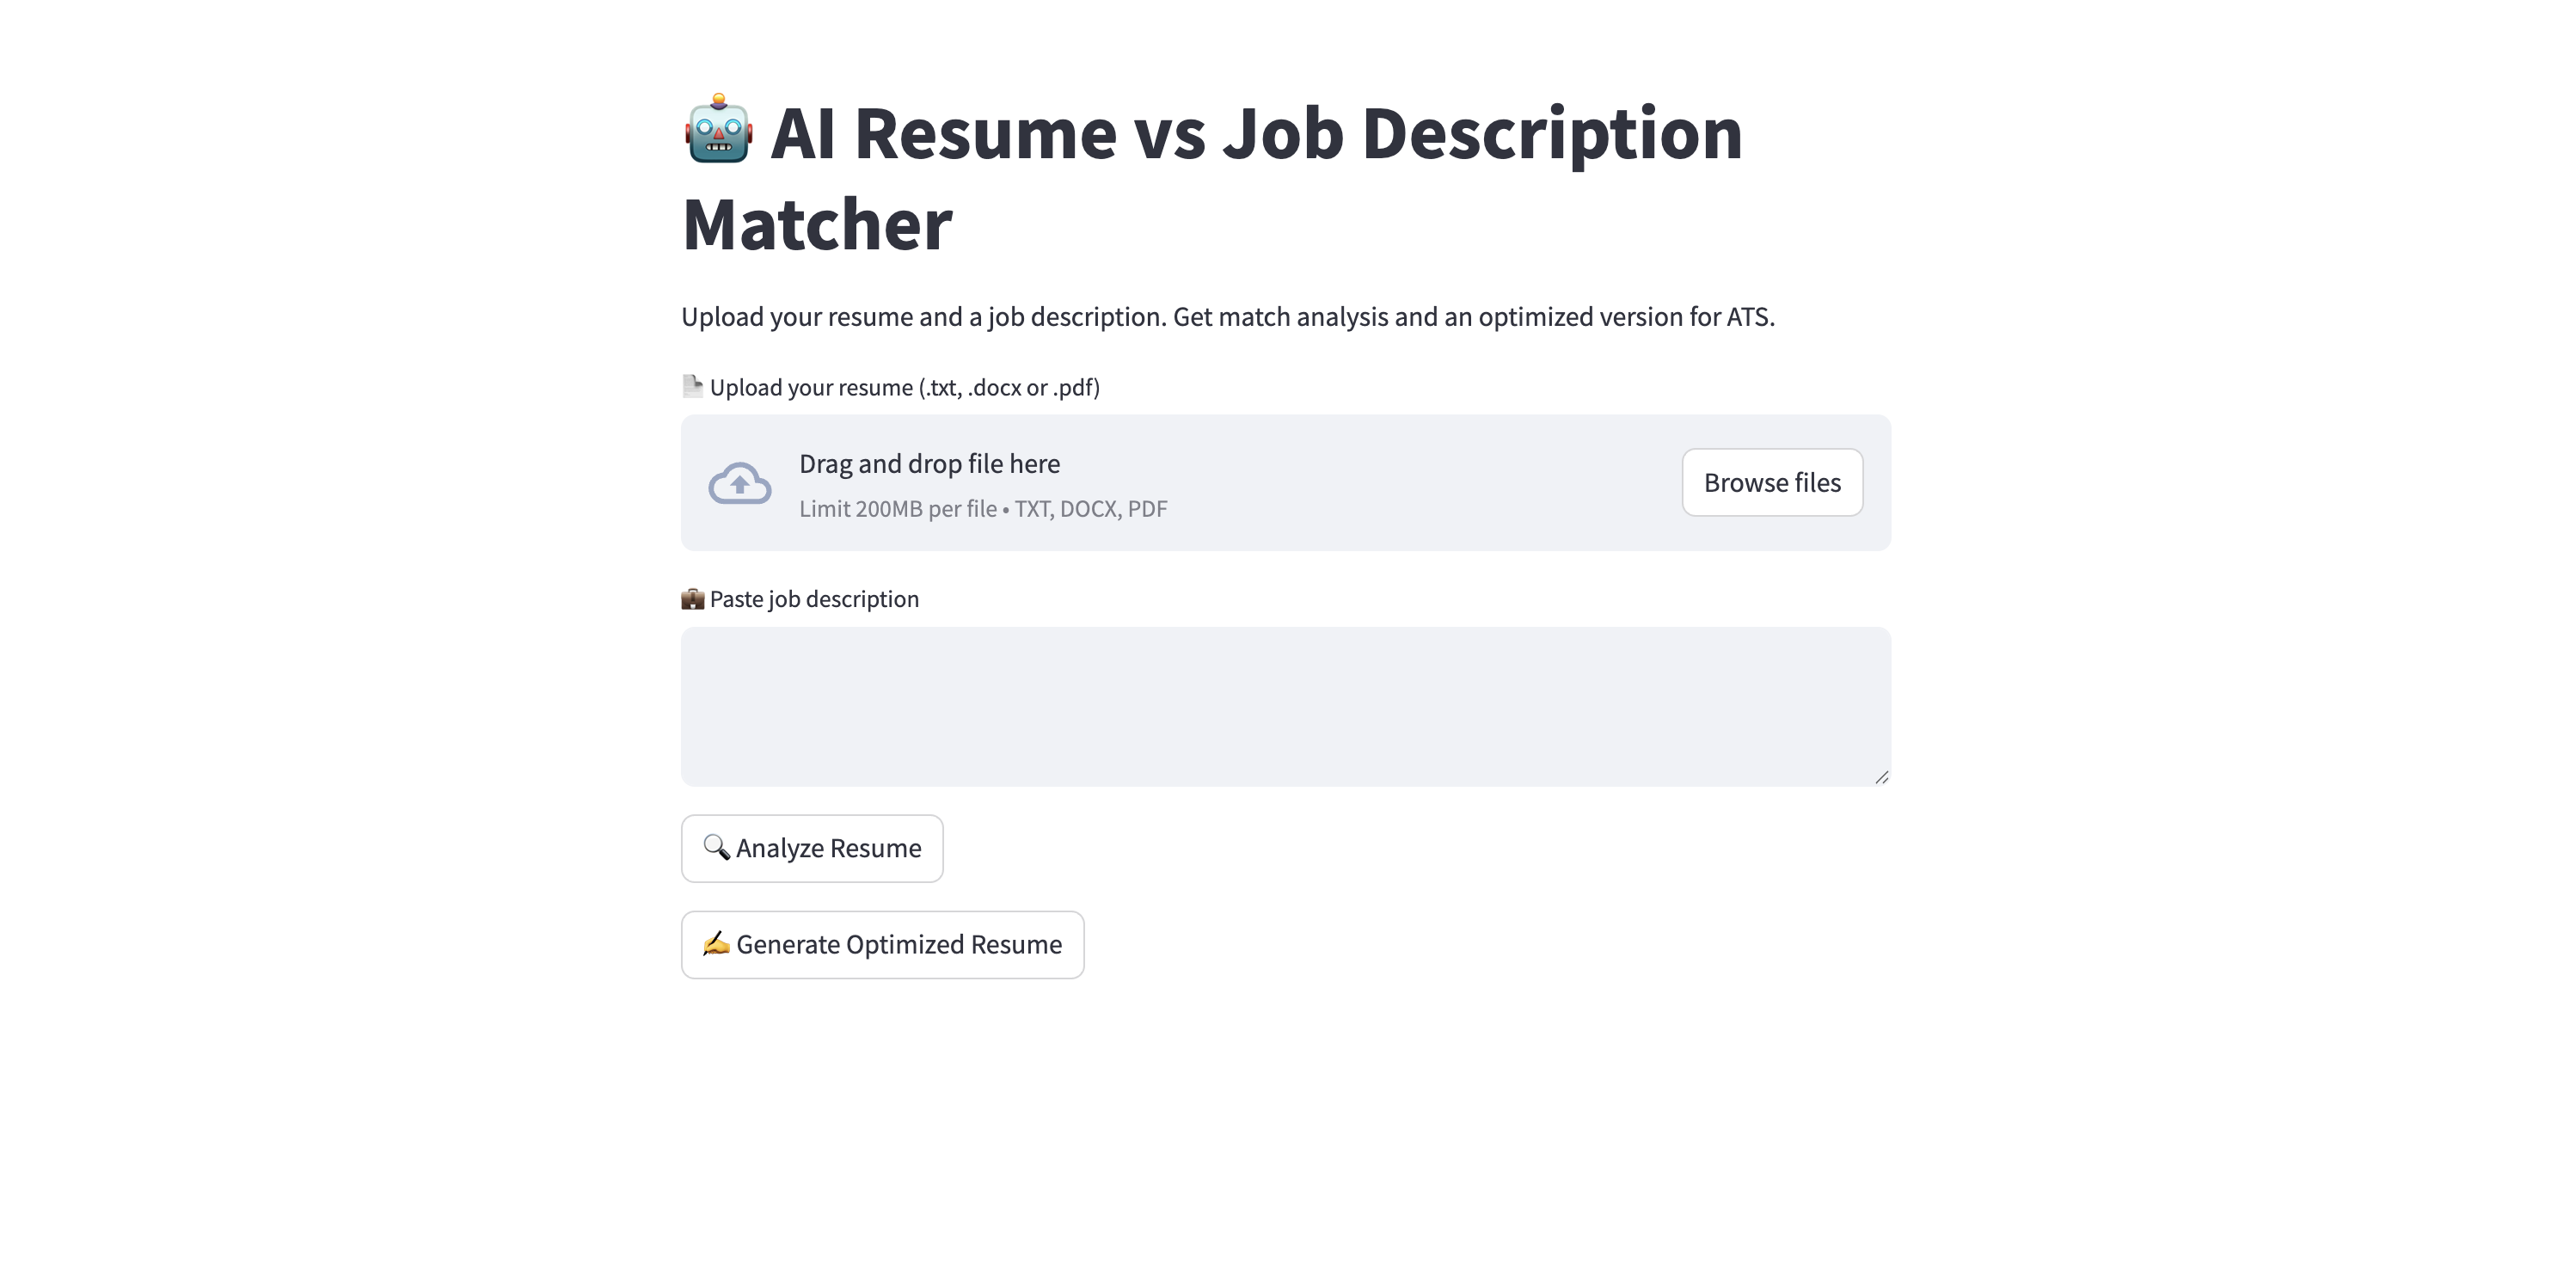 🤖 AI Resume vs Job Description
Matcher
Upload your resume and a job description. Get match analysis and an optimized version for ATS.
📄 Upload your resume (.txt, .docx or .pdf)
Drag and drop file here
Limit 200MB per file • TXT, DOCX, PDF
Browse files
💼 Paste job description
🔍 Analyze Resume
✍️ Generate Optimized Resume